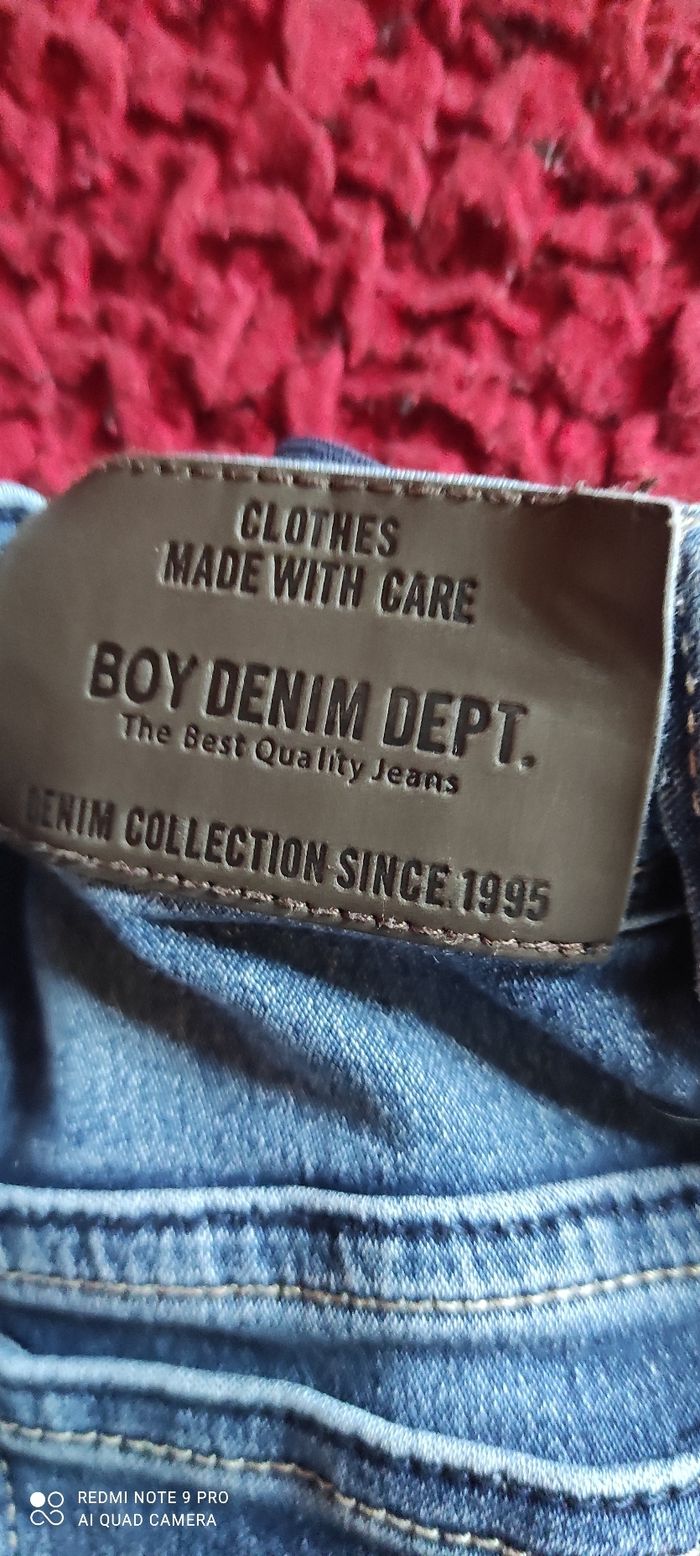 CLOTHES
MADE WITH CARE
BOY DENIM DEPT.
The Best Quality Jeans
DENIM COLLECTION SINCE 1995
REDMI NOTE 9 PRO
AI QUAD CAMERA